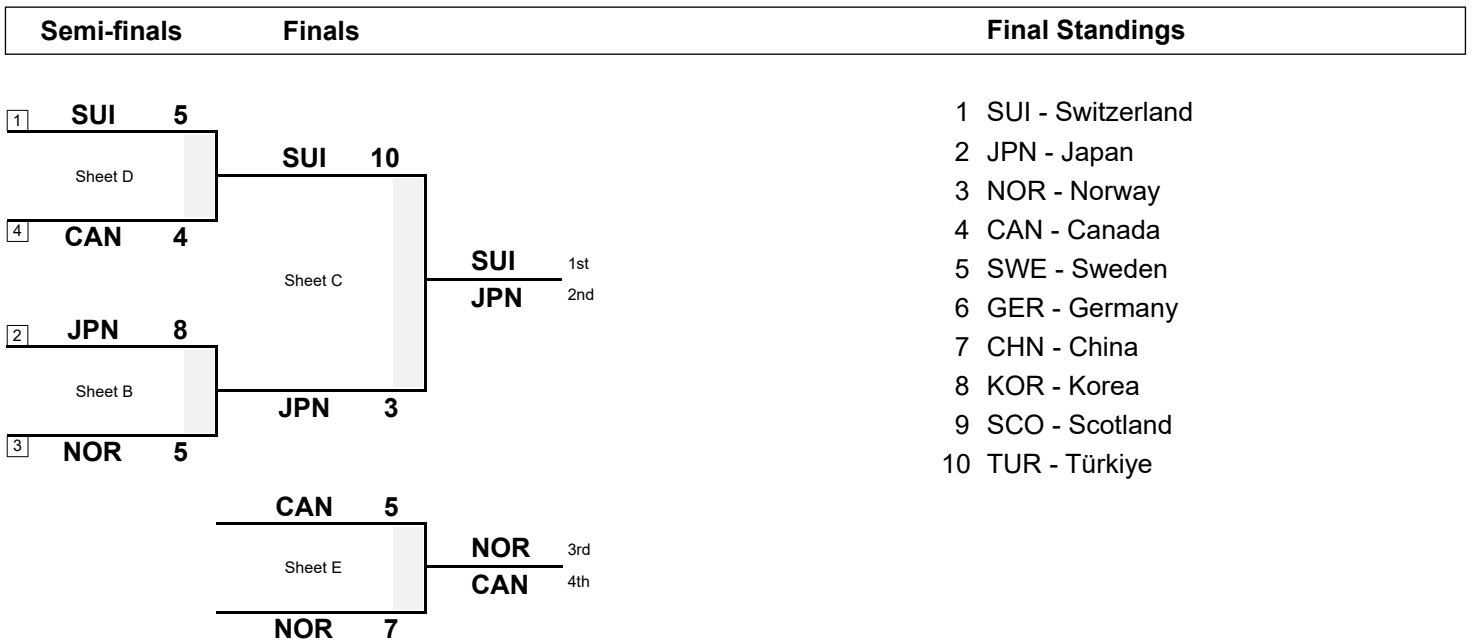 Semi-finals Finals Final Standings
1 SUI 5
Sheet D
4 CAN 4
SUI 10
Sheet C
JPN 3
2 JPN 8
Sheet B
3 NOR 5
SUI 1st
JPN 2nd
CAN 5
Sheet E
NOR 7
NOR 3rd
CAN 4th
1 SUI - Switzerland
2 JPN - Japan
3 NOR - Norway
4 CAN - Canada
5 SWE - Sweden
6 GER - Germany
7 CHN - China
8 KOR - Korea
9 SCO - Scotland
10 TUR - Türkiye